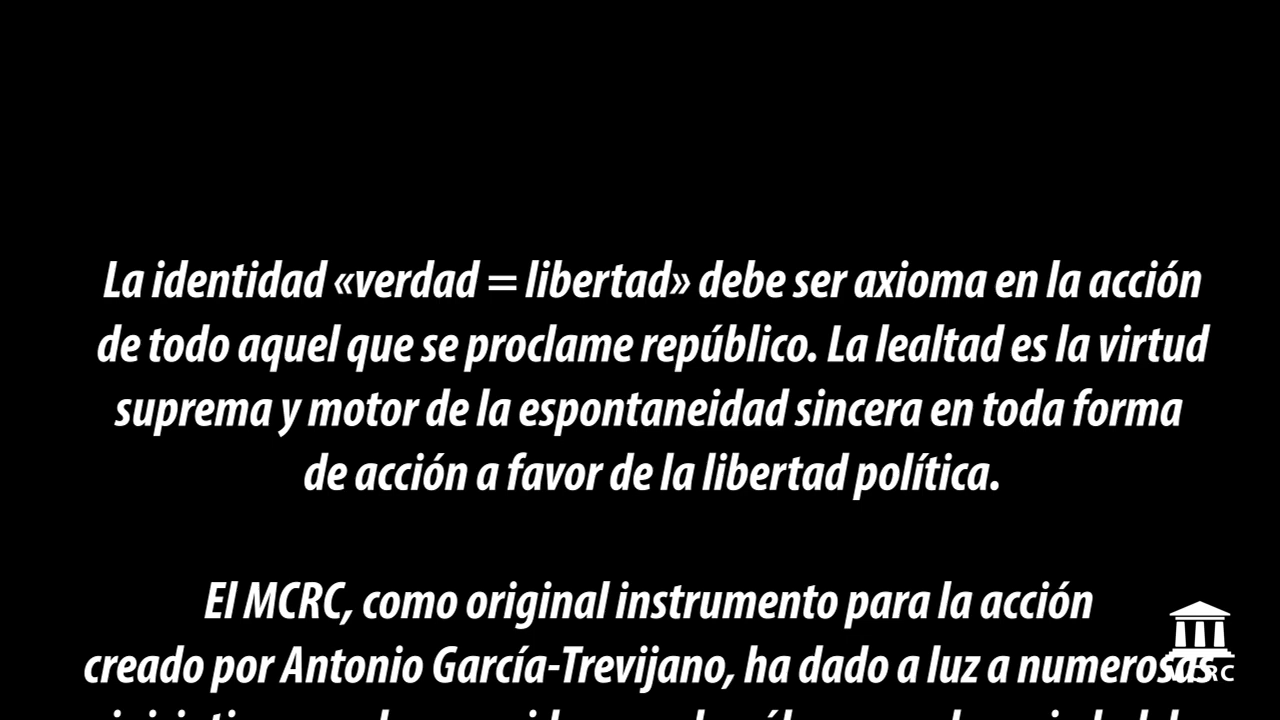 La identidad «verdad = libertad» debe ser axioma en la acción
de todo aquel que se proclame repúblico. La lealtad es la virtud
suprema y motor de la espontaneidad sincera en toda forma
de acción a favor de la libertad política.
El MCRC, como original instrumento para la acción
creado por Antonio García-Trevijano, ha dado a luz a numerosas
MCRC